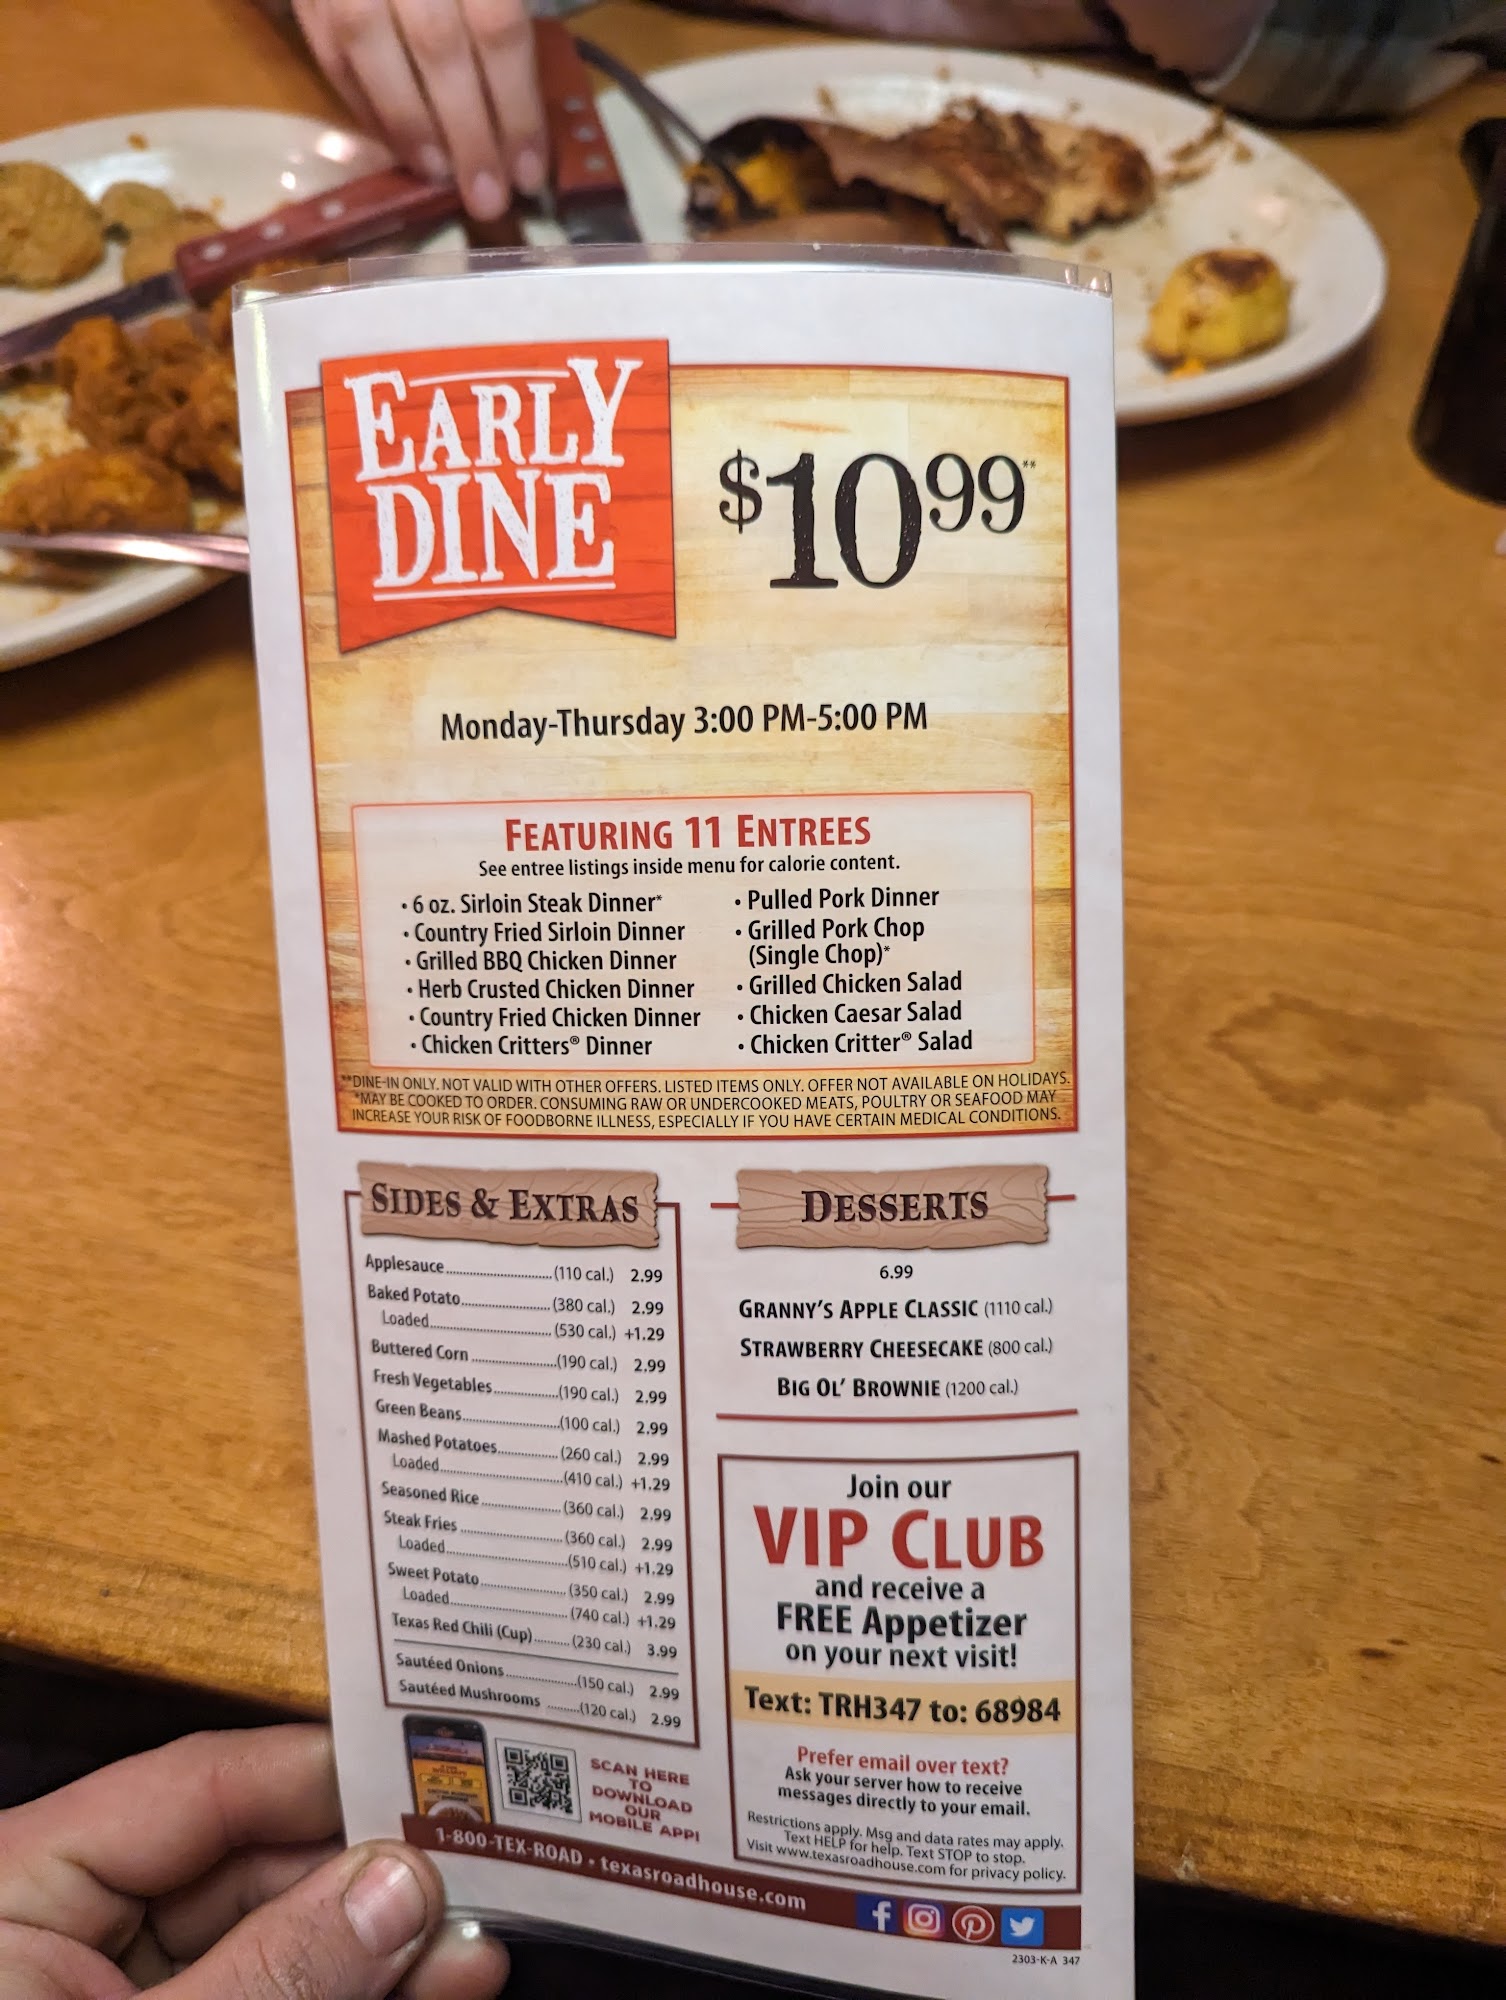 EARLY
DINE
$10 99**
Monday-Thursday 3:00 PM-5:00 PM
FEATURING 11 ENTREES
See entree listings inside menu for calorie content.
• 6 oz. Sirloin Steak Dinner*
• Country Fried Sirloin Dinner
• Grilled BBQ Chicken Dinner
• Herb Crusted Chicken Dinner
• Country Fried Chicken Dinner
• Chicken Critters® Dinner
• Pulled Pork Dinner
• Grilled Pork Chop
(Single Chop)*
• Grilled Chicken Salad
• Chicken Caesar Salad
• Chicken Critter® Salad
**DINE-IN ONLY. NOT VALID WITH OTHER OFFERS. LISTED ITEMS ONLY. OFFER NOT AVAILABLE ON HOLIDAYS.
*MAY BE COOKED TO ORDER. CONSUMING RAW OR UNDERCOOKED MEATS, POULTRY OR SEAFOOD MAY
INCREASE YOUR RISK OF FOODBORNE ILLNESS, ESPECIALLY IF YOU HAVE CERTAIN MEDICAL CONDITIONS.
SIDES & EXTRAS
Applesauce (110 cal.) 2.99
Baked Potato (380 cal.) 2.99
Loaded (530 cal.) +1.29
Buttered Corn (190 cal.) 2.99
Fresh Vegetables (190 cal.) 2.99
Green Beans (100 cal.) 2.99
Mashed Potatoes (260 cal.) 2.99
Loaded (410 cal.) +1.29
Seasoned Rice (360 cal.) 2.99
Steak Fries (360 cal.) 2.99
Loaded (510 cal.) +1.29
Sweet Potato (350 cal.) 2.99
Loaded (740 cal.) +1.29
Texas Red Chili (Cup) (230 cal.) 3.99
Sautéed Onions (150 cal.) 2.99
Sautéed Mushrooms (120 cal.) 2.99
SCAN HERE
TO
DOWNLOAD
OUR
MOBILE APP!
DESSERTS
6.99
GRANNY'S APPLE CLASSIC (1110 cal.)
STRAWBERRY CHEESECAKE (800 cal.)
BIG OL' BROWNIE (1200 cal.)
Join our
VIP CLUB
and receive a
FREE Appetizer
on your next visit!
Text: TRH347 to: 68984
Prefer email over text?
Ask your server how to receive
messages directly to your email.
Restrictions apply. Msg and data rates may apply.
Text HELP for help. Text STOP to stop.
Visit www.texasroadhouse.com for privacy policy.
1-800-TEX-ROAD • texasroadhouse.com
2303-K-A 347